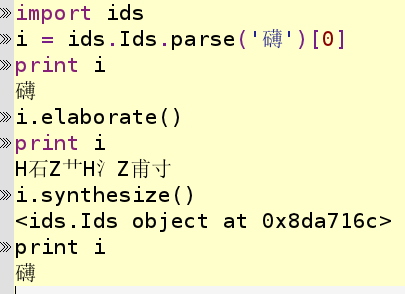 >>> import ids
>>> i = ids.Ids.parse('礴')[0]
>>> print i
礴
>>> i.elaborate()
>>> print i
H石Z艹H氵Z甫寸
>>> i.synthesize()
<ids.Ids object at 0x8da716c>
>>> print i
礴